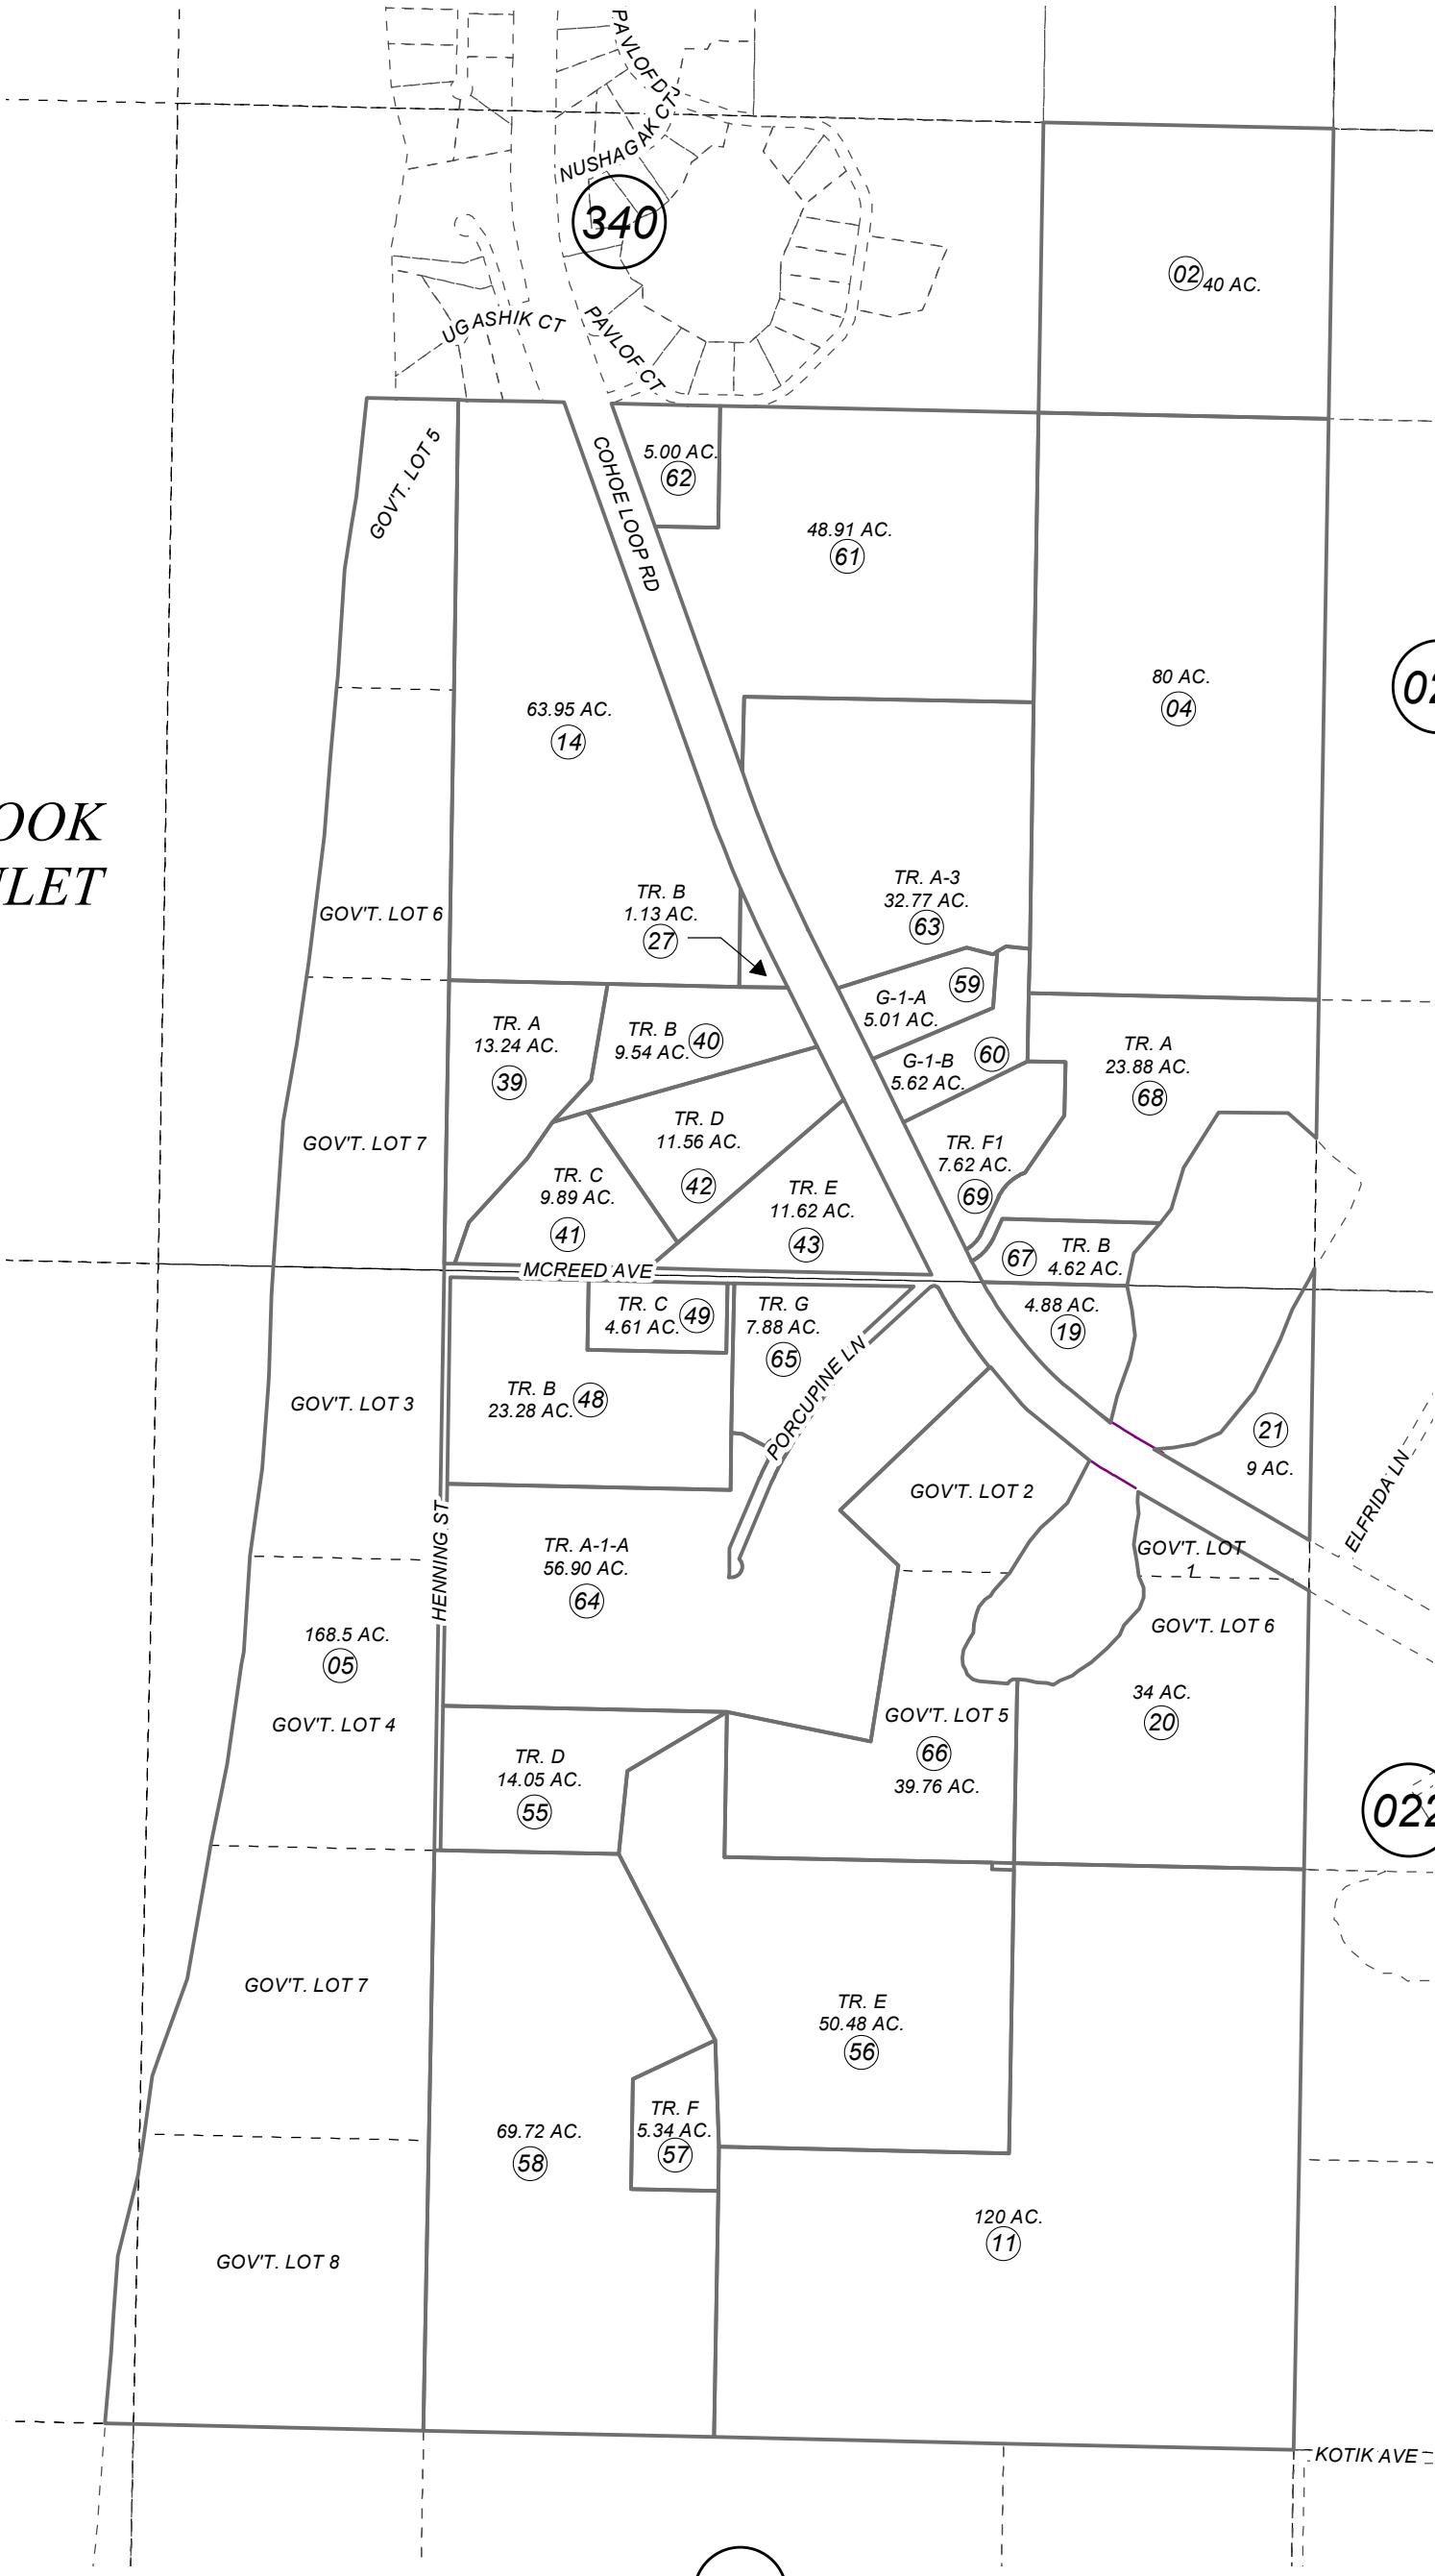 PAVLOF D
NUSHAGAK CT
340
UGASHIK CT
PAVLOF CT
02
40 AC.
GOV'T. LOT 5
COHOE LOOP RD
5.00 AC.
62
48.91 AC.
61
80 AC.
04
63.95 AC.
14
TR. B
1.13 AC.
27
TR. A-3
32.77 AC.
63
GOV'T. LOT 6
G-1-A
5.01 AC.
59
TR. A
13.24 AC.
39
TR. B
9.54 AC.
40
G-1-B
5.62 AC.
60
TR. A
23.88 AC.
68
GOV'T. LOT 7
TR. D
11.56 AC.
42
TR. C
9.89 AC.
41
TR. E
11.62 AC.
43
TR. F1
7.62 AC.
69
67
TR. B
4.62 AC.
MCREED AVE
TR. C
4.61 AC.
49
TR. G
7.88 AC.
65
4.88 AC.
19
GOV'T. LOT 3
TR. B
23.28 AC.
48
PORCUPINE LN
21
9 AC.
ELFRIDA LN
GOV'T. LOT 2
HENNING ST
TR. A-1-A
56.90 AC.
64
GOV'T. LOT
1
GOV'T. LOT 6
168.5 AC.
05
GOV'T. LOT 4
34 AC.
20
GOV'T. LOT 5
66
39.76 AC.
TR. D
14.05 AC.
55
022
GOV'T. LOT 7
TR. E
50.48 AC.
56
69.72 AC.
58
TR. F
5.34 AC.
57
120 AC.
11
GOV'T. LOT 8
KOTIK AVE